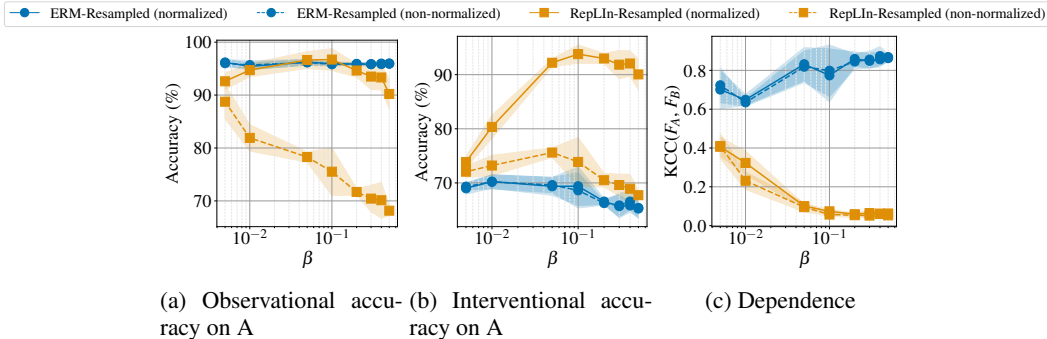 ERM-Resampled (normalized) ERM-Resampled (non-normalized) RepLIn-Resampled (normalized) RepLIn-Resampled (non-normalized)
100
90
80
70
Accuracy (%)
10⁻² 10⁻¹
β
90
80
70
Accuracy (%)
10⁻² 10⁻¹
β
0.8
0.6
0.4
0.2
0.0
KCC(F_A, F_B)
10⁻² 10⁻¹
β
(a) Observational accu-
racy on A
(b) Interventional accu-
racy on A
(c) Dependence